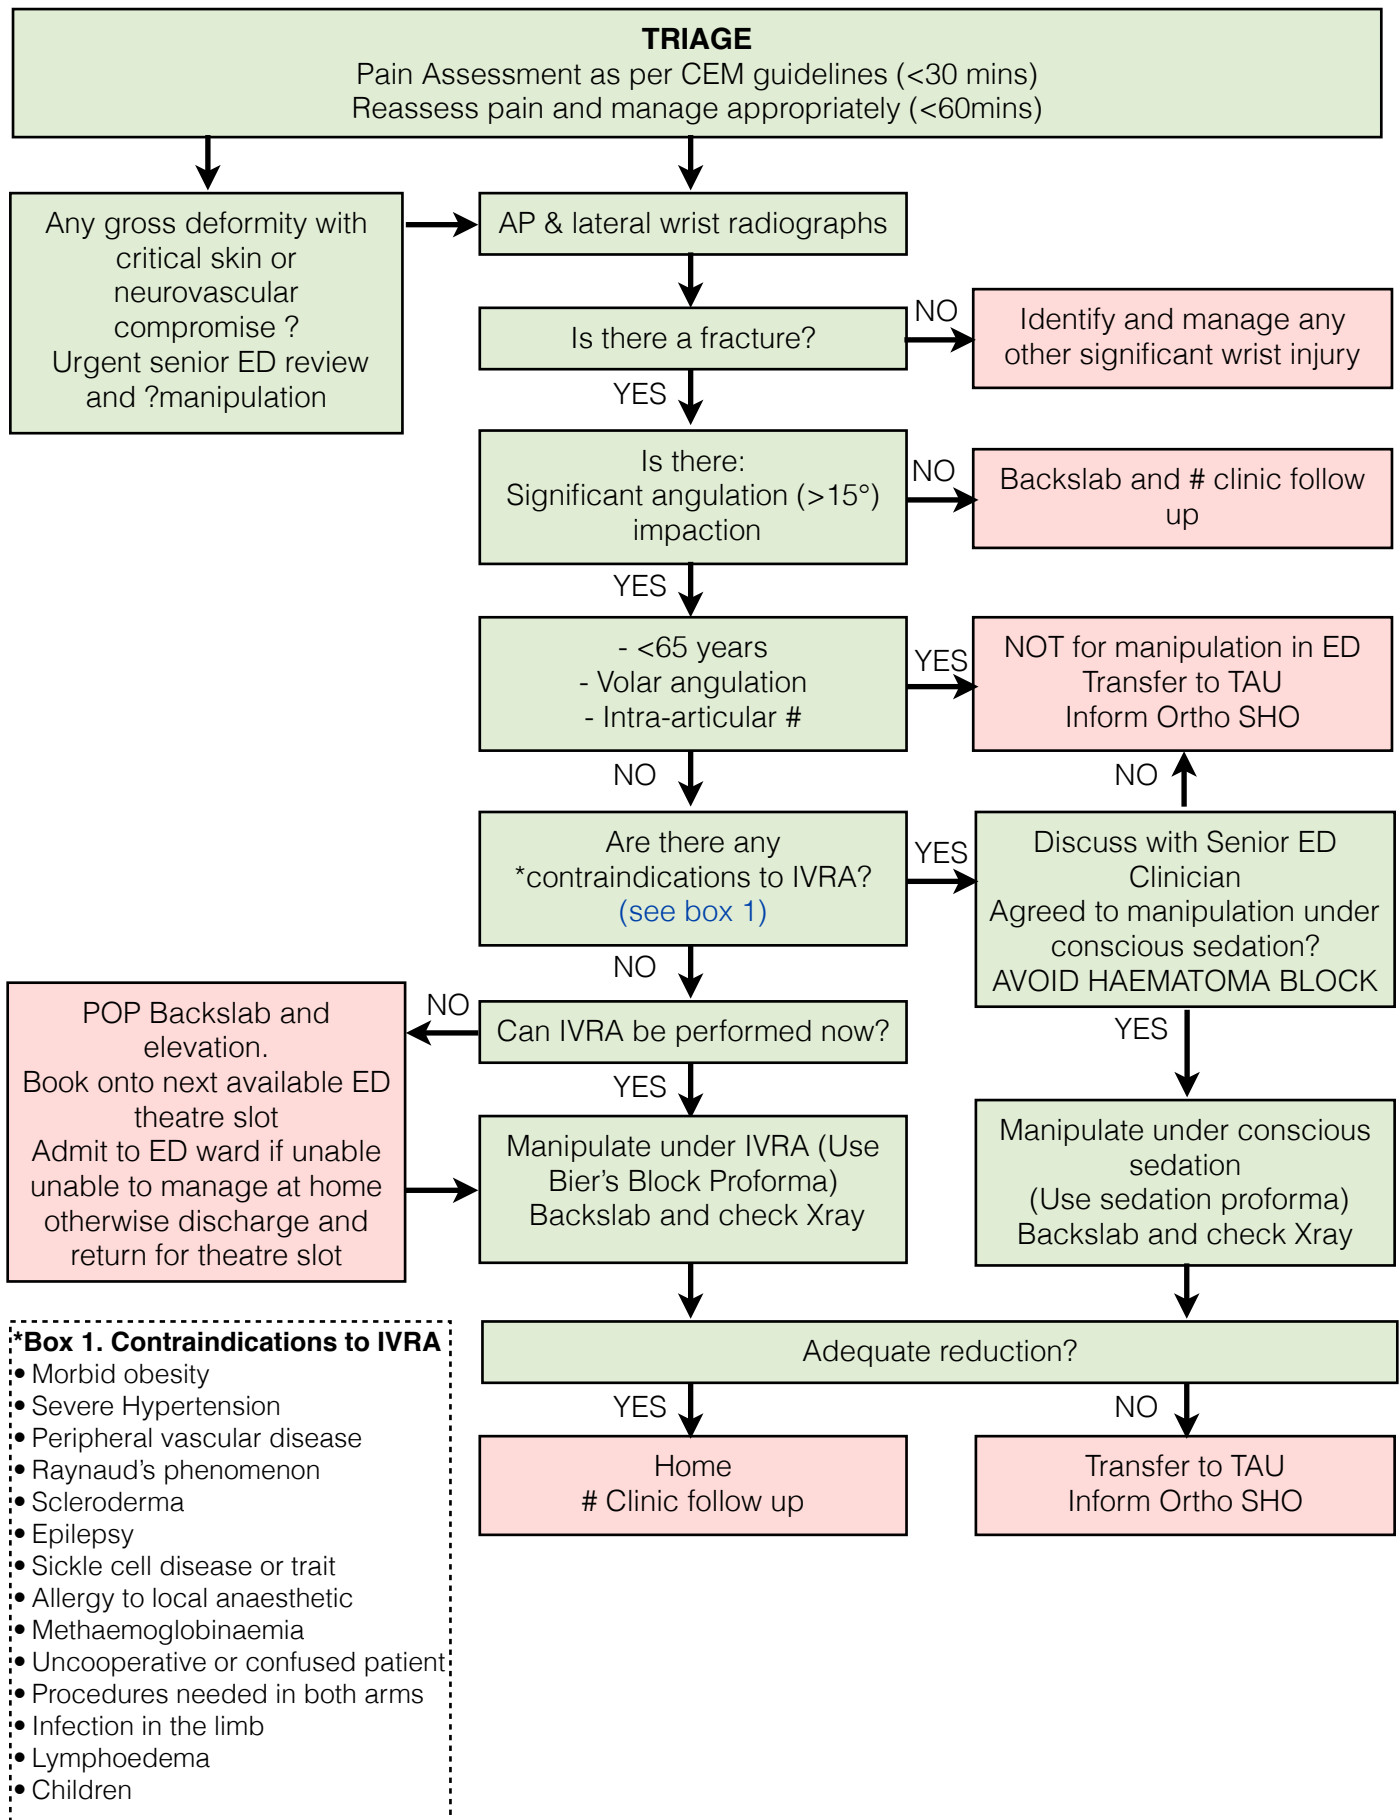 TRIAGE
Pain Assessment as per CEM guidelines (<30 mins)
Reassess pain and manage appropriately (<60mins)
Any gross deformity with
critical skin or
neurovascular
compromise ?
Urgent senior ED review
and ?manipulation
AP & lateral wrist radiographs
Is there a fracture?
NO
Identify and manage any
other significant wrist injury
YES
Is there:
Significant angulation (>15°)
impaction
NO
Backslab and # clinic follow
up
YES
- <65 years
- Volar angulation
- Intra-articular #
YES
NOT for manipulation in ED
Transfer to TAU
Inform Ortho SHO
NO
NO
Are there any
*contraindications to IVRA?
(see box 1)
YES
Discuss with Senior ED
Clinician
Agreed to manipulation under
conscious sedation?
AVOID HAEMATOMA BLOCK
NO
YES
Can IVRA be performed now?
NO
POP Backslab and
elevation.
Book onto next available ED
theatre slot
Admit to ED ward if unable
unable to manage at home
otherwise discharge and
return for theatre slot
YES
Manipulate under IVRA (Use
Bier's Block Proforma)
Backslab and check Xray
Manipulate under conscious
sedation
(Use sedation proforma)
Backslab and check Xray
Adequate reduction?
YES
NO
Home
# Clinic follow up
Transfer to TAU
Inform Ortho SHO
*Box 1. Contraindications to IVRA
• Morbid obesity
• Severe Hypertension
• Peripheral vascular disease
• Raynaud's phenomenon
• Scleroderma
• Epilepsy
• Sickle cell disease or trait
• Allergy to local anaesthetic
• Methaemoglobinaemia
• Uncooperative or confused patient
• Procedures needed in both arms
• Infection in the limb
• Lymphoedema
• Children